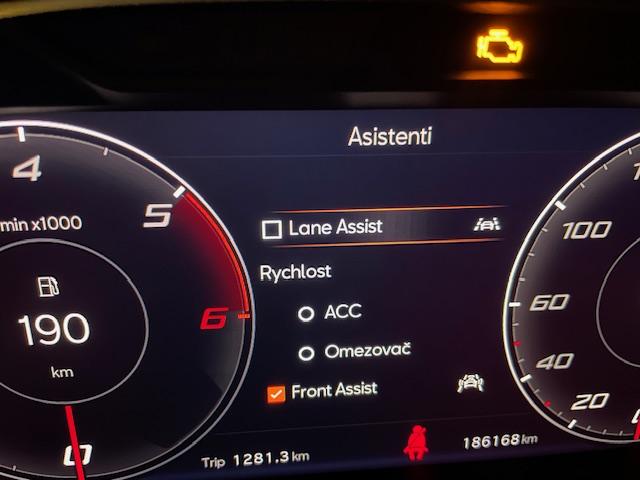 Asistenti
4
5
6
0
min x1000
190
km
Lane Assist
Rychlost
ACC
Omezovač
Front Assist
100
60
40
20
Trip 1281.3 km
186168 km